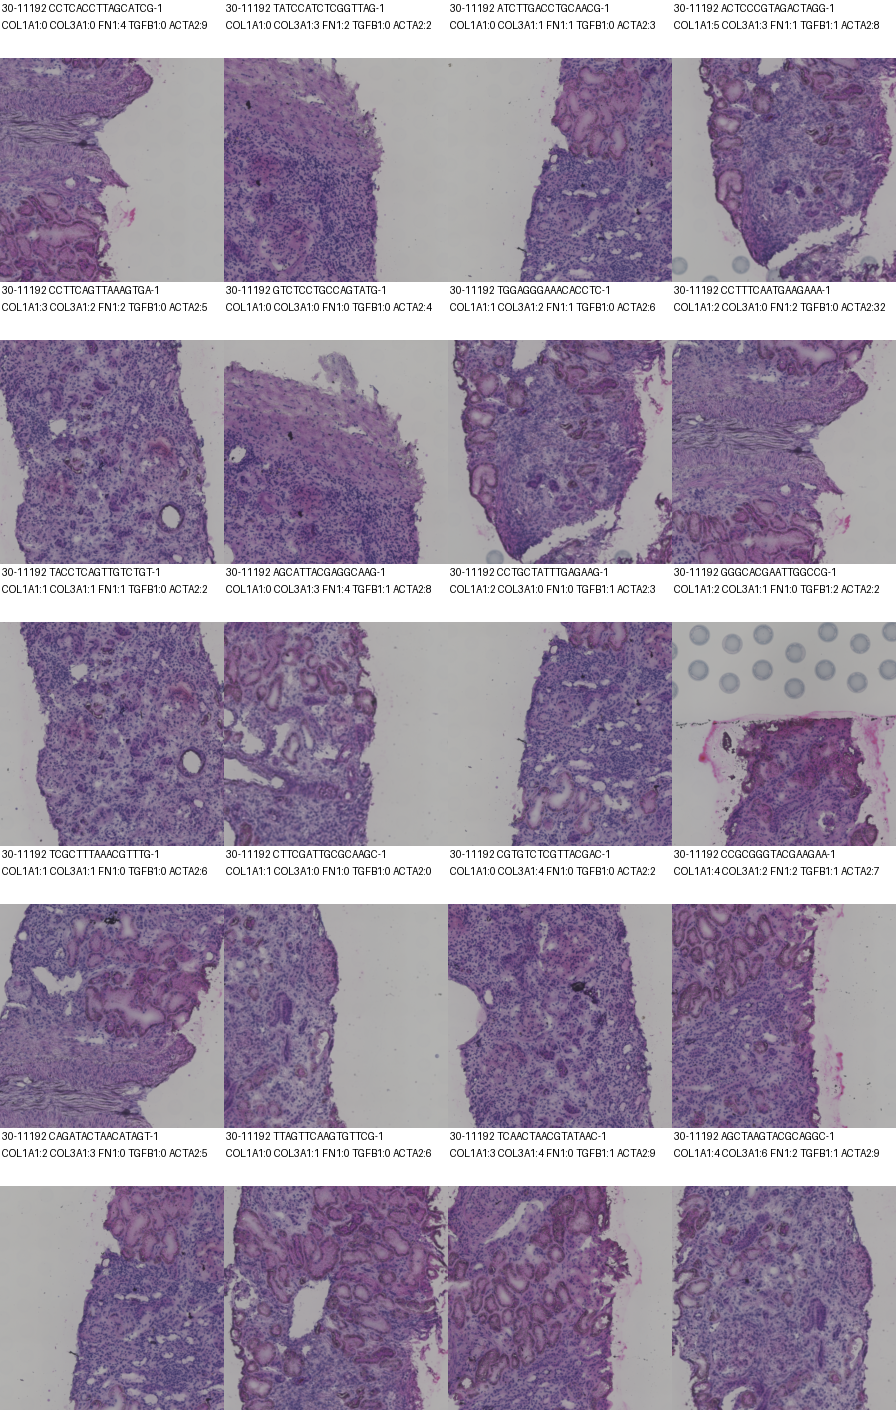 30-11192 CCTCACCTTAGCATCG-1
COL1A1:0 COL3A1:0 FN1:4 TGFB1:0 ACTA2:9
30-11192 TATCCATCTCGGTTAG-1
COL1A1:0 COL3A1:3 FN1:2 TGFB1:0 ACTA2:2
30-11192 ATCTTGACCTGCAACG-1
COL1A1:0 COL3A1:1 FN1:1 TGFB1:0 ACTA2:3
30-11192 ACTCCCGTAGACTAGG-1
COL1A1:5 COL3A1:3 FN1:1 TGFB1:1 ACTA2:8
30-11192 CCTTCAGTTAAAGTGA-1
COL1A1:3 COL3A1:2 FN1:2 TGFB1:0 ACTA2:5
30-11192 GTCTCCTGCCAGTATG-1
COL1A1:0 COL3A1:0 FN1:0 TGFB1:0 ACTA2:4
30-11192 TGGAGGGAAACACCTC-1
COL1A1:1 COL3A1:2 FN1:1 TGFB1:0 ACTA2:6
30-11192 CCTTTCAATGAAGAAA-1
COL1A1:2 COL3A1:0 FN1:2 TGFB1:0 ACTA2:32
30-11192 TACCTCAGTTGTCTGT-1
COL1A1:1 COL3A1:1 FN1:1 TGFB1:0 ACTA2:2
30-11192 AGCATTACGAGGCAAG-1
COL1A1:0 COL3A1:3 FN1:4 TGFB1:1 ACTA2:8
30-11192 CCTGCTATTTGAGAAG-1
COL1A1:2 COL3A1:0 FN1:0 TGFB1:1 ACTA2:3
30-11192 GGGCACGAATTGGCCG-1
COL1A1:2 COL3A1:1 FN1:0 TGFB1:2 ACTA2:2
30-11192 TCGCTTTAAACGTTTG-1
COL1A1:1 COL3A1:1 FN1:0 TGFB1:0 ACTA2:6
30-11192 CTTCGATTGCGCAAGC-1
COL1A1:1 COL3A1:0 FN1:0 TGFB1:0 ACTA2:0
30-11192 CGTGTCTCGTTACGAC-1
COL1A1:0 COL3A1:4 FN1:0 TGFB1:0 ACTA2:2
30-11192 CCGCGGGTACGAAGAA-1
COL1A1:4 COL3A1:2 FN1:2 TGFB1:1 ACTA2:7
30-11192 CAGATACTAACATAGT-1
COL1A1:2 COL3A1:3 FN1:0 TGFB1:0 ACTA2:5
30-11192 TTAGTTCAAGTGTTCG-1
COL1A1:0 COL3A1:1 FN1:0 TGFB1:0 ACTA2:6
30-11192 TCAACTAACGTATAAC-1
COL1A1:3 COL3A1:4 FN1:0 TGFB1:1 ACTA2:9
30-11192 AGCTAAGTACGCAGGC-1
COL1A1:4 COL3A1:6 FN1:2 TGFB1:1 ACTA2:9